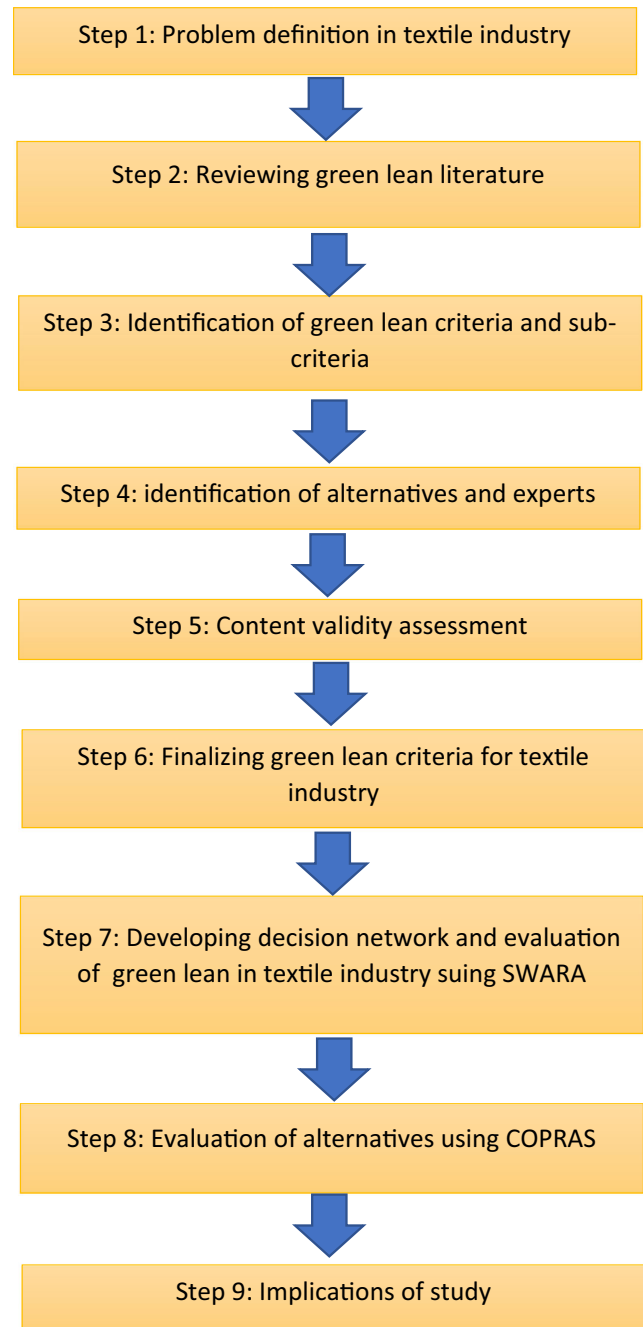 Step 1: Problem definition in textile industry
Step 2: Reviewing green lean literature
Step 3: Identification of green lean criteria and sub-
criteria
Step 4: identification of alternatives and experts
Step 5: Content validity assessment
Step 6: Finalizing green lean criteria for textile
industry
Step 7: Developing decision network and evaluation
of green lean in textile industry suing SWARA
Step 8: Evaluation of alternatives using COPRAS
Step 9: Implications of study